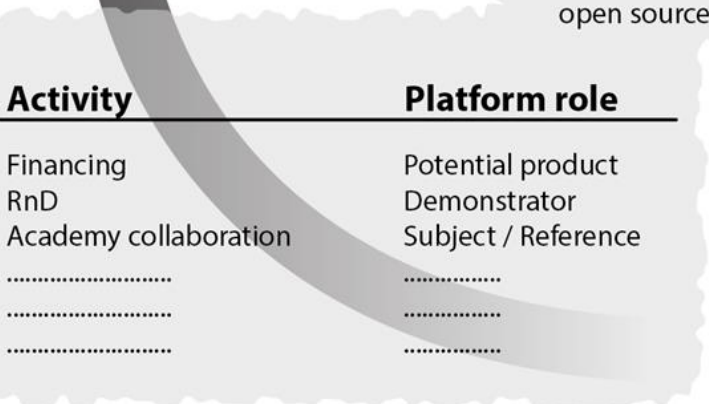 open source
Activity Platform role
Financing Potential product
RnD Demonstrator
Academy collaboration Subject / Reference
........................... ................
........................... ................
........................... ................